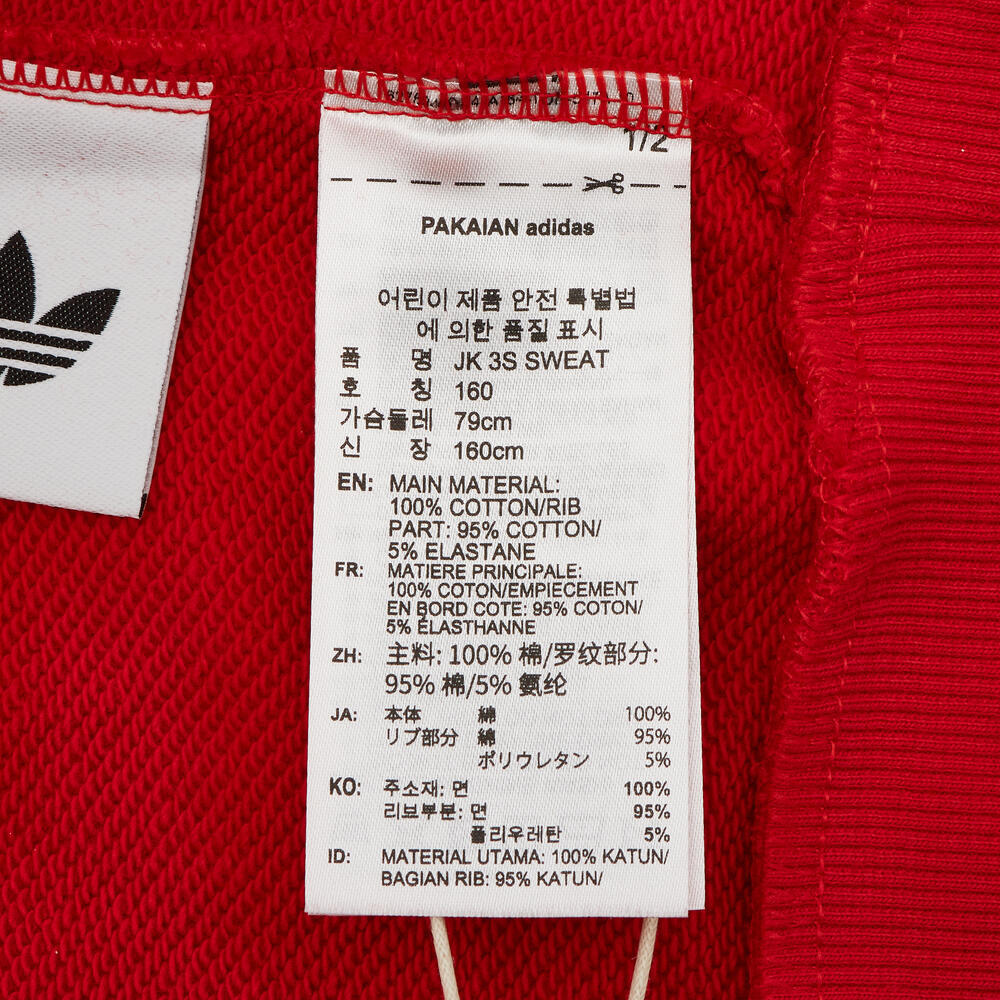 1/2
PAKAIAN adidas
어린이 제품 안전 특별법
에 의한 품질 표시
품 명 JK 3S SWEAT
호 칭 160
가슴둘레 79cm
신 장 160cm
EN: MAIN MATERIAL:
100% COTTON/RIB
PART: 95% COTTON/
5% ELASTANE
FR: MATIERE PRINCIPALE:
100% COTON/EMPIECEMENT
EN BORD COTE: 95% COTON/
5% ÉLASTHANNE
ZH: 主料: 100% 棉/罗纹部分:
95% 棉/5% 氨纶
JA: 本体 綿 100%
リブ部分 綿 95%
ポリウレタン 5%
KO: 주소재: 면 100%
리브부분: 면 95%
폴리우레탄 5%
ID: MATERIAL UTAMA: 100% KATUN/
BAGIAN RIB: 95% KATUN/